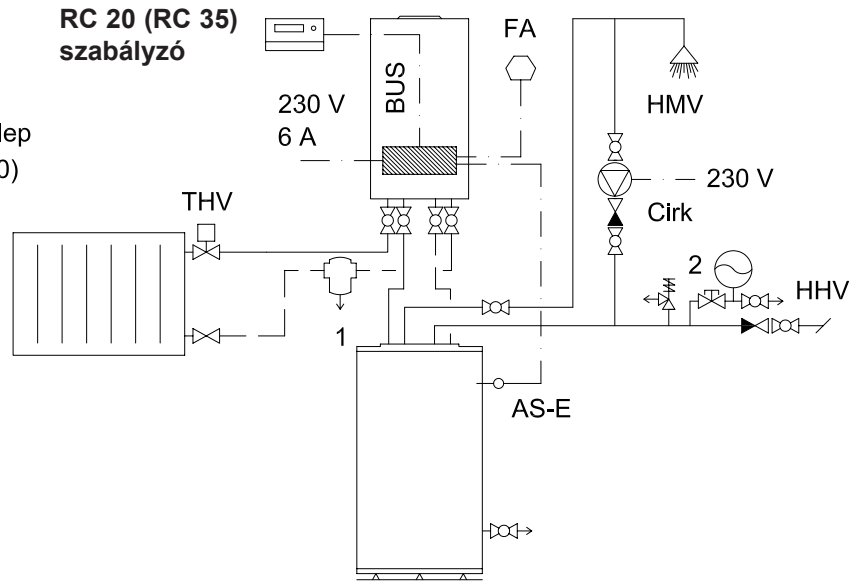 RC 20 (RC 35)
szabályzó
FA
BUS
HMV
230 V
6 A
THV
230 V
Cirk
2
HHV
1
AS-E